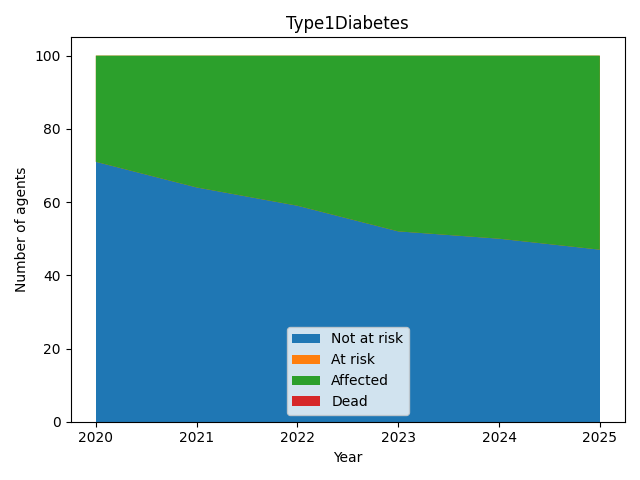 Type1Diabetes
Number of agents
100
80
60
40
20
0
Not at risk
At risk
Affected
Dead
2020 2021 2022 2023 2024 2025
Year